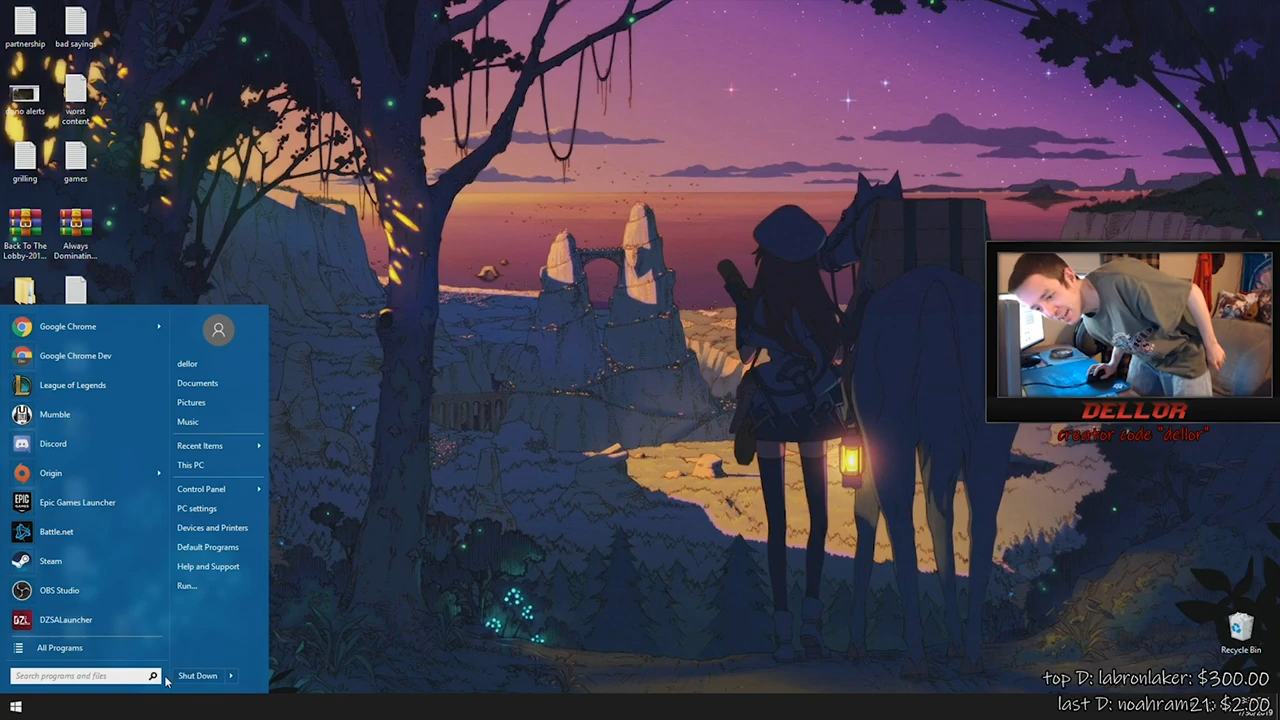 partnership
bad sayings
alerts
worst
content
grilling
games
Back To The
Lobby-201...
Always
Dominatin...
Google Chrome
Google Chrome Dev
League of Legends
Mumble
Discord
Origin
EPIC
GAMES
Epic Games Launcher
Battle.net
Steam
OBS Studio
DZL
DZSALauncher
All Programs
Search programs and files
dellor
Documents
Pictures
Music
Recent Items
This PC
Control Panel
PC settings
Devices and Printers
Default Programs
Help and Support
Run...
Shut Down
DELLOR
creator code "dellor"
Recycle Bin
top D: labronlaker: $300.00
last D: noahram21: $2.00